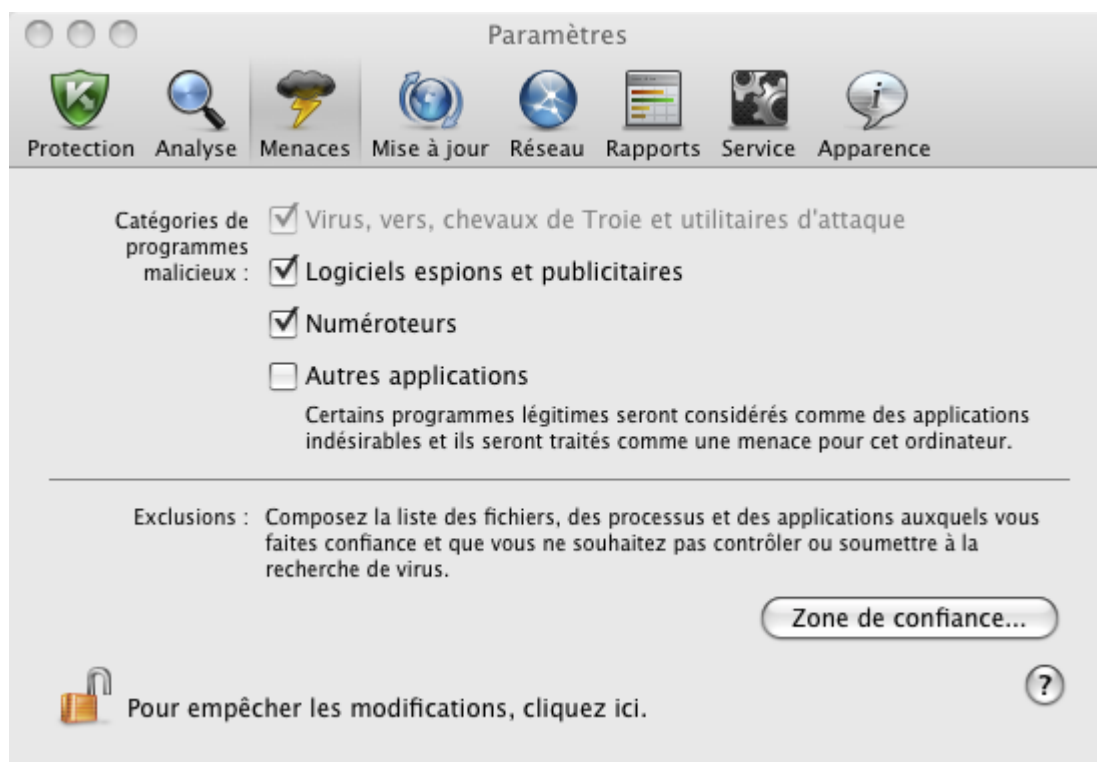 Paramètres
Protection Analyse Menaces Mise à jour Réseau Rapports Service Apparence
Catégories de
programmes
malicieux :
Virus, vers, chevaux de Troie et utilitaires d'attaque
Logiciels espions et publicitaires
Numéroteurs
Autres applications
Certains programmes légitimes seront considérés comme des applications
indésirables et ils seront traités comme une menace pour cet ordinateur.
Exclusions :
Composez la liste des fichiers, des processus et des applications auxquels vous
faites confiance et que vous ne souhaitez pas contrôler ou soumettre à la
recherche de virus.
Zone de confiance...
?
Pour empêcher les modifications, cliquez ici.